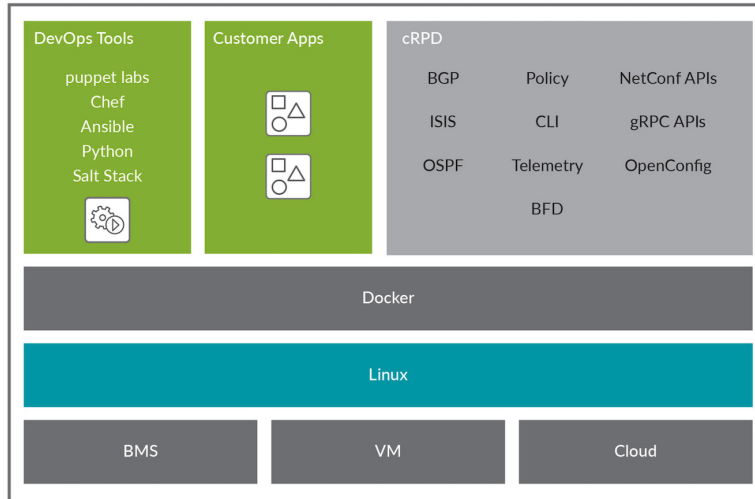 DevOps Tools
puppet labs
Chef
Ansible
Python
Salt Stack
Customer Apps
cRPD
BGP Policy NetConf APIs
ISIS CLI gRPC APIs
OSPF Telemetry OpenConfig
BFD
Docker
Linux
BMS VM Cloud